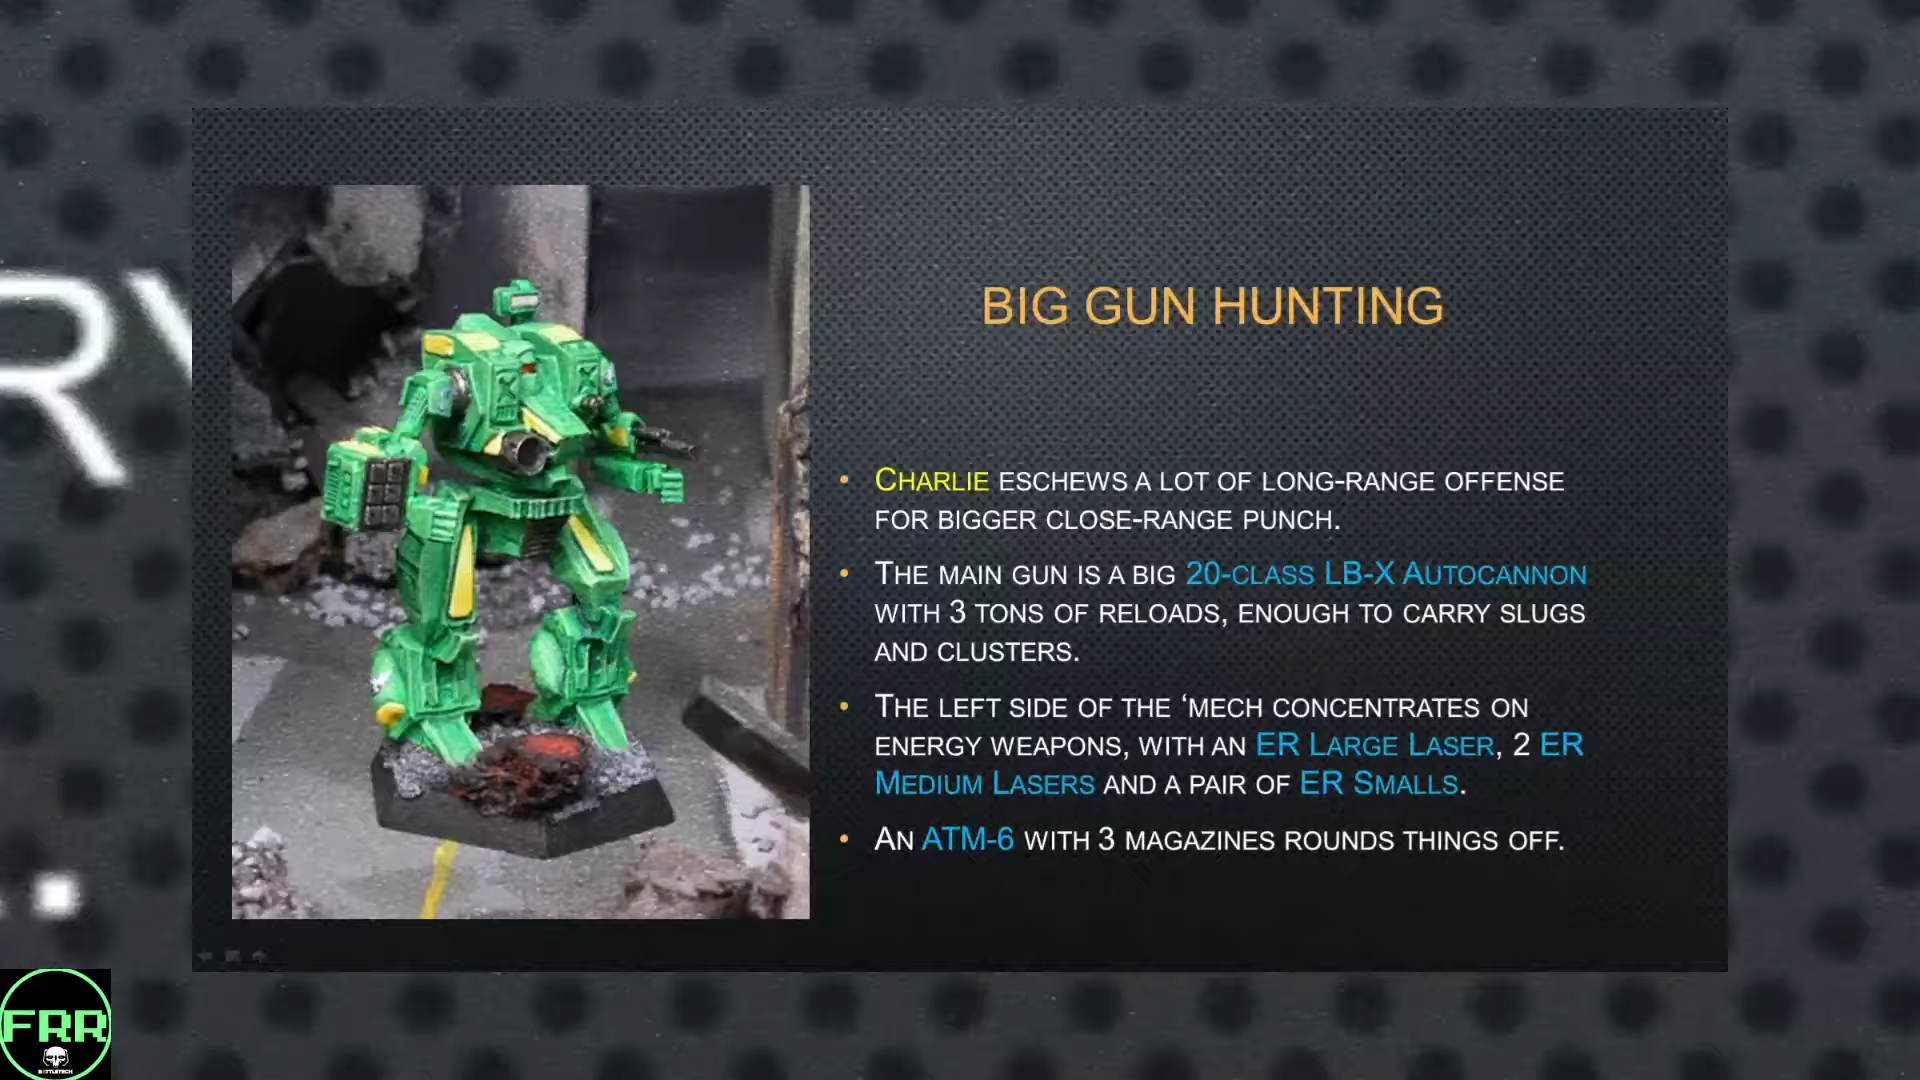 RV
BIG GUN HUNTING
• CHARLIE ESCHEWS A LOT OF LONG-RANGE OFFENSE
FOR BIGGER CLOSE-RANGE PUNCH.
• THE MAIN GUN IS A BIG 20-CLASS LB-X AUTOCANNON
WITH 3 TONS OF RELOADS, ENOUGH TO CARRY SLUGS
AND CLUSTERS.
• THE LEFT SIDE OF THE ‘MECH CONCENTRATES ON
ENERGY WEAPONS, WITH AN ER LARGE LASER, 2 ER
MEDIUM LASERS AND A PAIR OF ER SMALLS.
• AN ATM-6 WITH 3 MAGAZINES ROUNDS THINGS OFF.
FRR
BATTLETECH